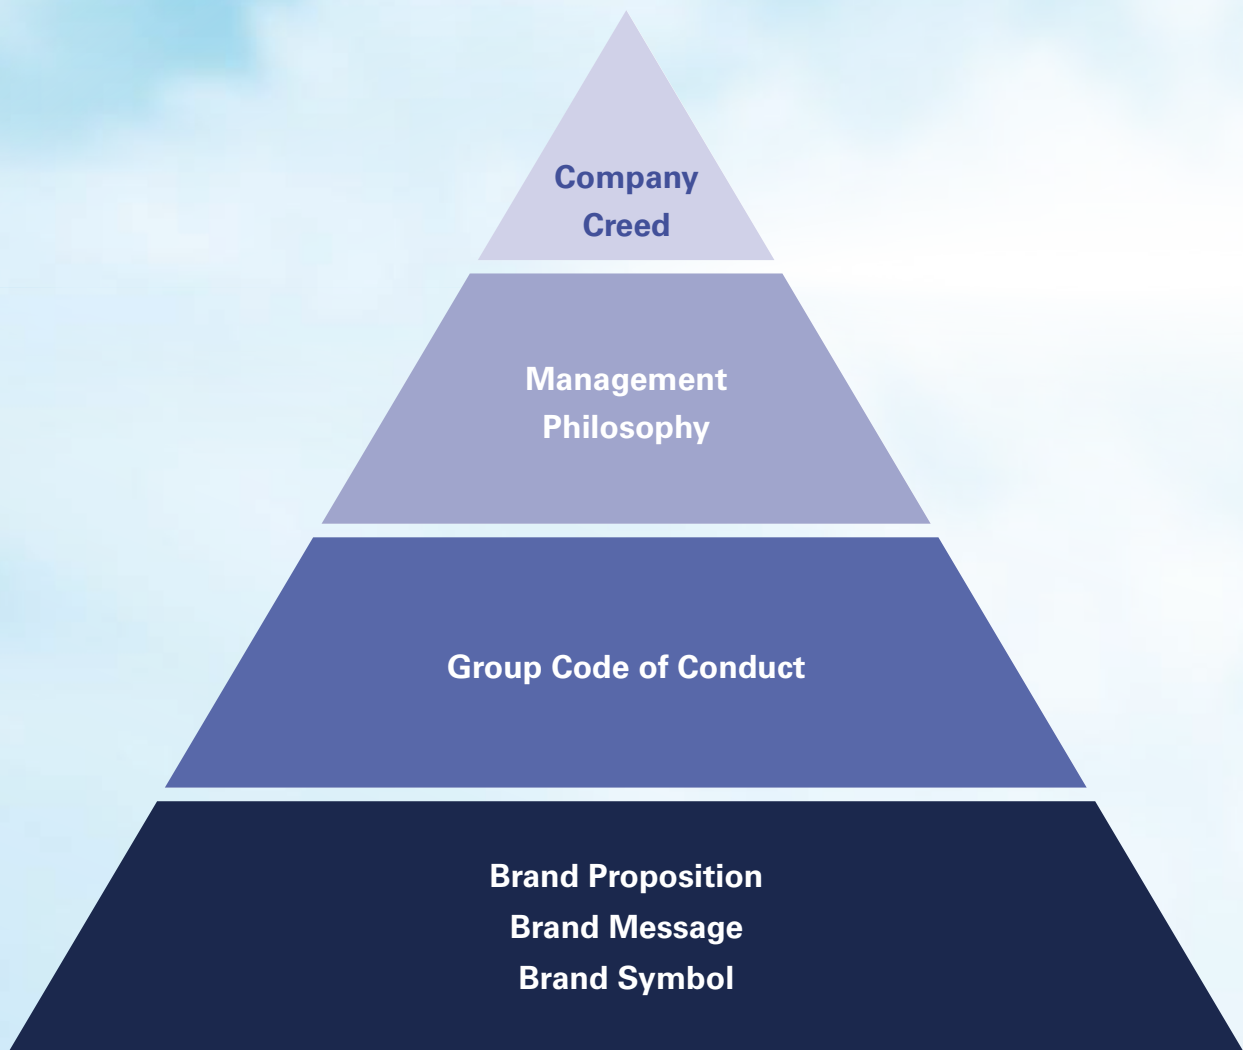 Company
Creed
Management
Philosophy
Group Code of Conduct
Brand Proposition
Brand Message
Brand Symbol